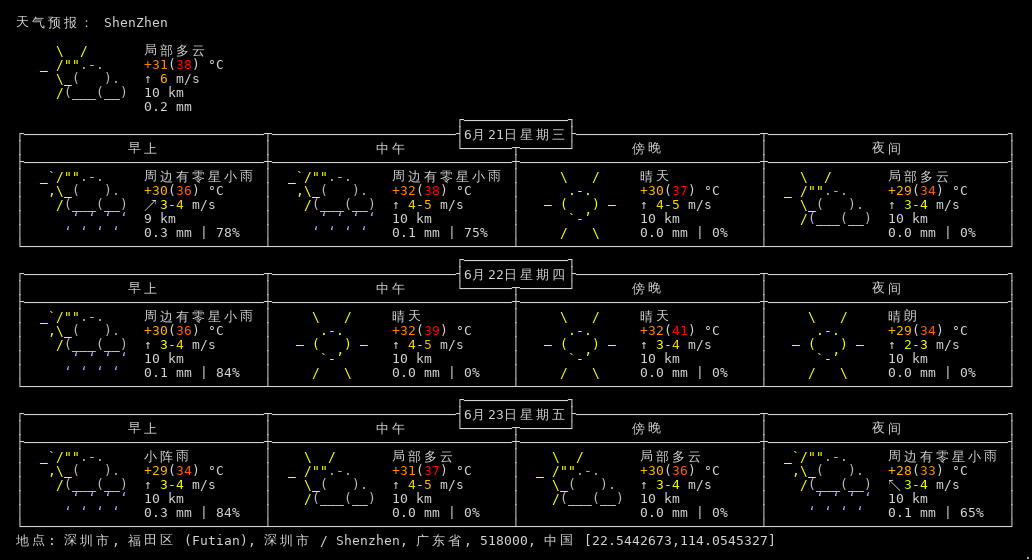 天气预报： ShenZhen
局部多云
+31(38) °C
↑ 6 m/s
10 km
0.2 mm
6月21日星期三
早上 中午 傍晚 夜间
周边有零星小雨 周边有零星小雨 晴天 局部多云
+30(36) °C +32(38) °C +30(37) °C +29(34) °C
↗ 3-4 m/s ↑ 4-5 m/s ↑ 4-5 m/s ↑ 3-4 m/s
9 km 10 km 10 km 10 km
0.3 mm | 78% 0.1 mm | 75% 0.0 mm | 0% 0.0 mm | 0%
6月22日星期四
早上 中午 傍晚 夜间
周边有零星小雨 晴天 晴天 晴朗
+30(36) °C +32(39) °C +32(41) °C +29(34) °C
↑ 3-4 m/s ↑ 4-5 m/s ↑ 3-4 m/s ↑ 2-3 m/s
10 km 10 km 10 km 10 km
0.1 mm | 84% 0.0 mm | 0% 0.0 mm | 0% 0.0 mm | 0%
6月23日星期五
早上 中午 傍晚 夜间
小阵雨 局部多云 局部多云 周边有零星小雨
+29(34) °C +31(37) °C +30(36) °C +28(33) °C
↑ 3-4 m/s ↑ 4-5 m/s ↑ 3-4 m/s ↖ 3-4 m/s
10 km 10 km 10 km 10 km
0.3 mm | 84% 0.0 mm | 0% 0.0 mm | 0% 0.1 mm | 65%
地点: 深圳市, 福田区 (Futian), 深圳市 / Shenzhen, 广东省, 518000, 中国 [22.5442673,114.0545327]